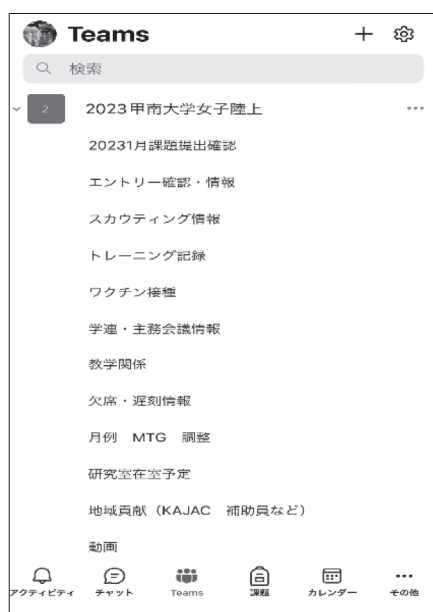 Teams
検索
2 2023甲南大学女子陸上
20231月課題提出確認
エントリー確認・情報
スカウティング情報
トレーニング記録
ワクチン接種
学連・主務会議情報
教学関係
欠席・遅刻情報
月例 MTG 調整
研究室在室予定
地域貢献(KAJAC 補助員など)
動画
アクティビティ チャット Teams 課題 カレンダー その他